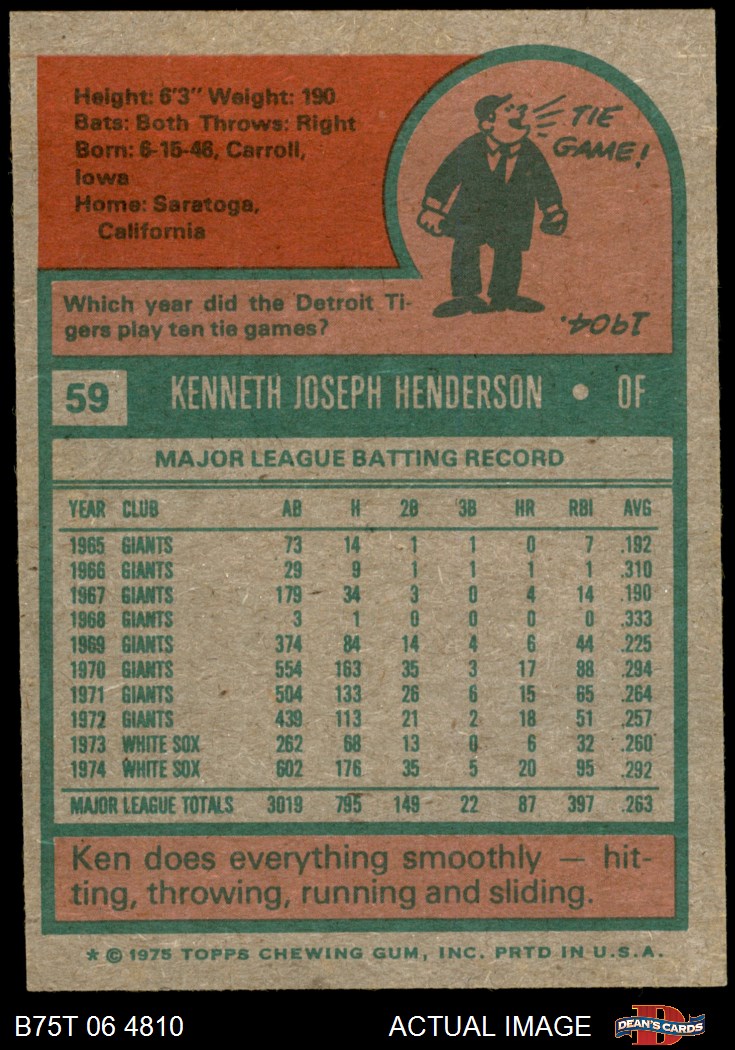 Height: 6'3" Weight: 190
Bats: Both Throws: Right
Born: 6-15-46, Carroll,
Iowa
Home: Saratoga,
California
TIE
GAME!
Which year did the Detroit Ti-
gers play ten tie games?
1904.
59 KENNETH JOSEPH HENDERSON • OF
MAJOR LEAGUE BATTING RECORD
YEAR CLUB AB H 2B 3B HR RBI AVG
1965 GIANTS 73 14 1 1 0 7 .192
1966 GIANTS 29 9 1 1 1 1 .310
1967 GIANTS 179 34 3 0 4 14 .190
1968 GIANTS 3 1 0 0 0 0 .333
1969 GIANTS 374 84 14 4 6 44 .225
1970 GIANTS 554 163 35 3 17 88 .294
1971 GIANTS 504 133 26 6 15 65 .264
1972 GIANTS 439 113 21 2 18 51 .257
1973 WHITE SOX 262 68 13 0 6 32 .260
1974 WHITE SOX 602 176 35 5 20 95 .292
MAJOR LEAGUE TOTALS 3019 795 149 22 87 397 .263
Ken does everything smoothly — hit-
ting, throwing, running and sliding.
* © 1975 TOPPS CHEWING GUM, INC. PRTD IN U.S.A.
B75T 06 4810 ACTUAL IMAGE D DEAN'S CARDS